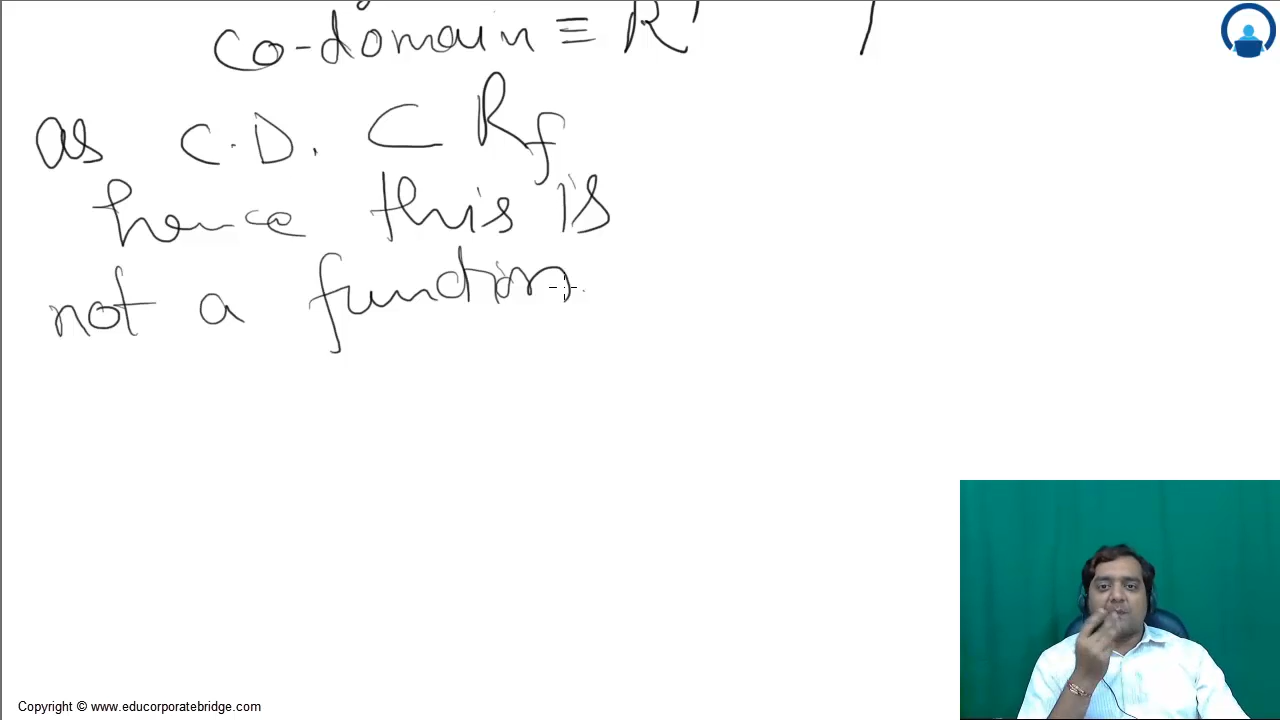 co-domain ≡ R'
as C.D. ⊂ Rf
hence this is
not a function.
Copyright © www.educorporatebridge.com